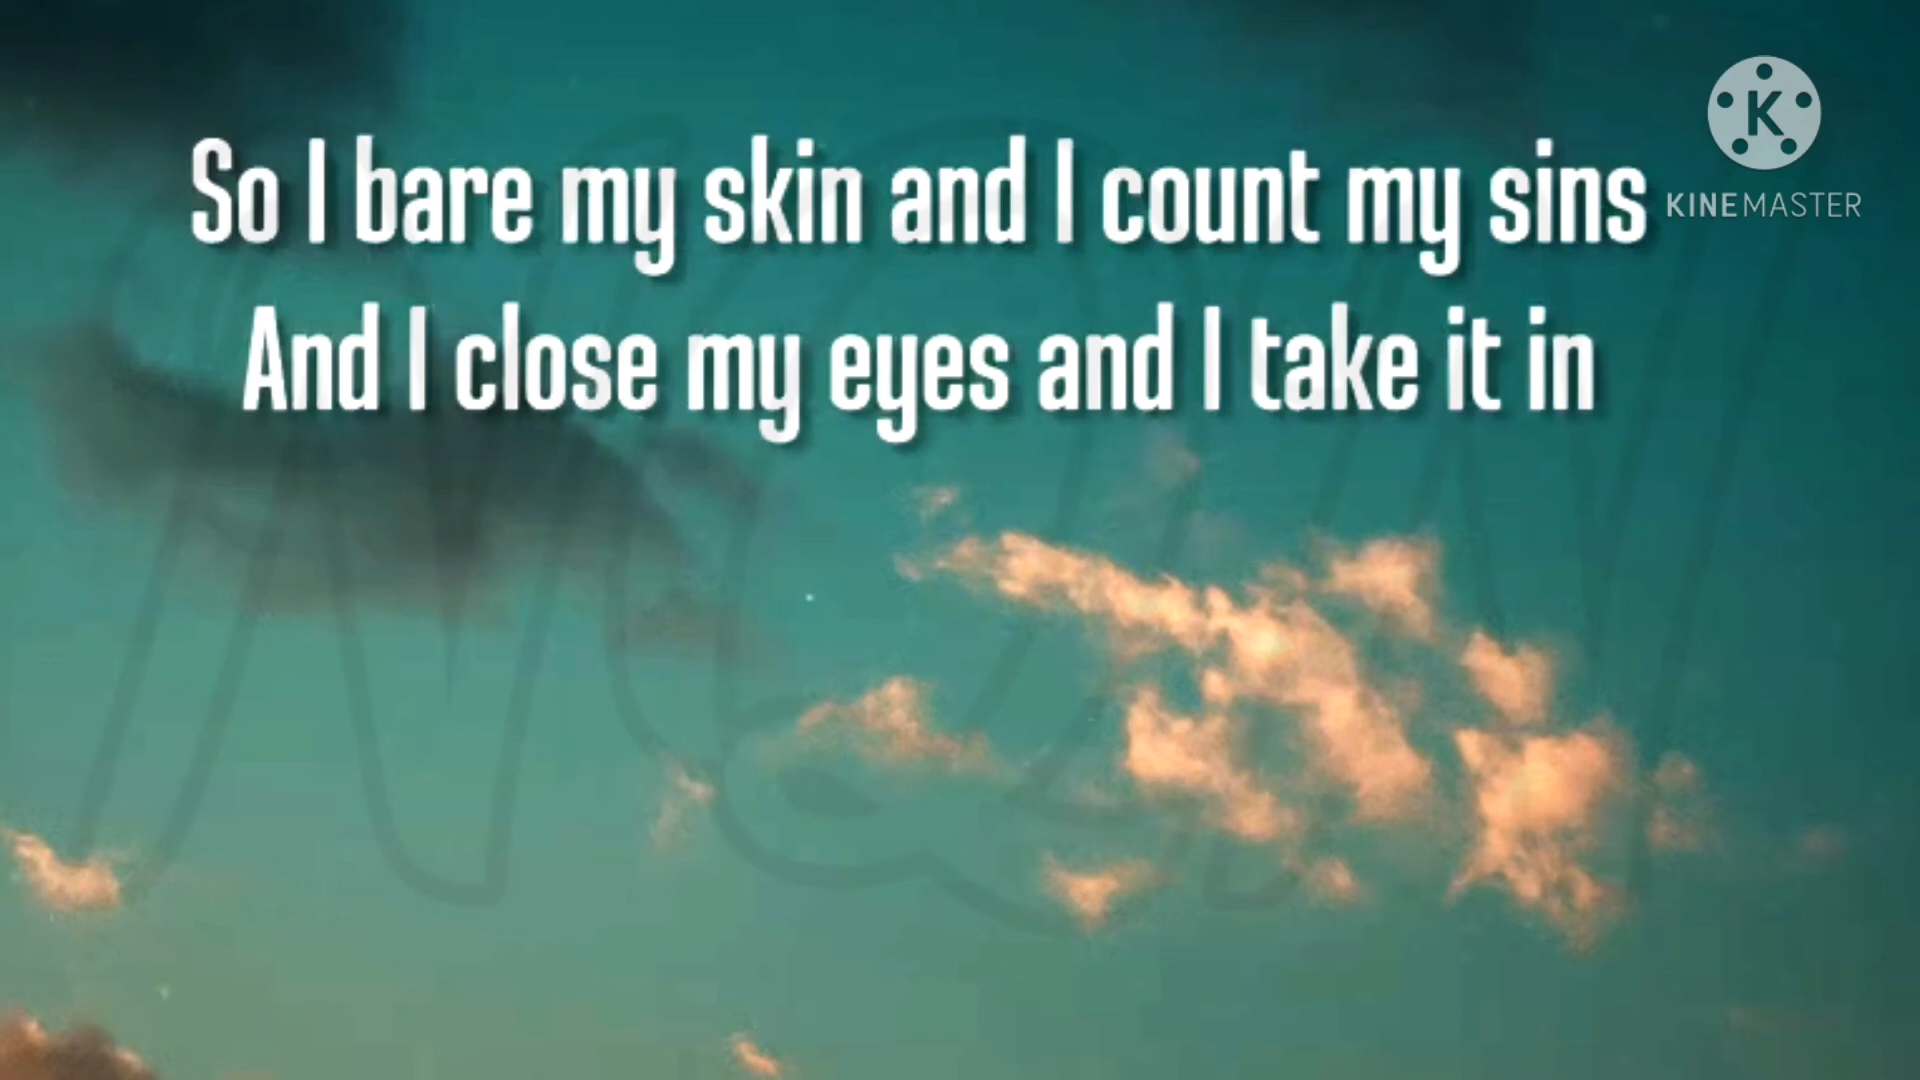 So I bare my skin and I count my sins
And I close my eyes and I take it in
K
KINEMASTER